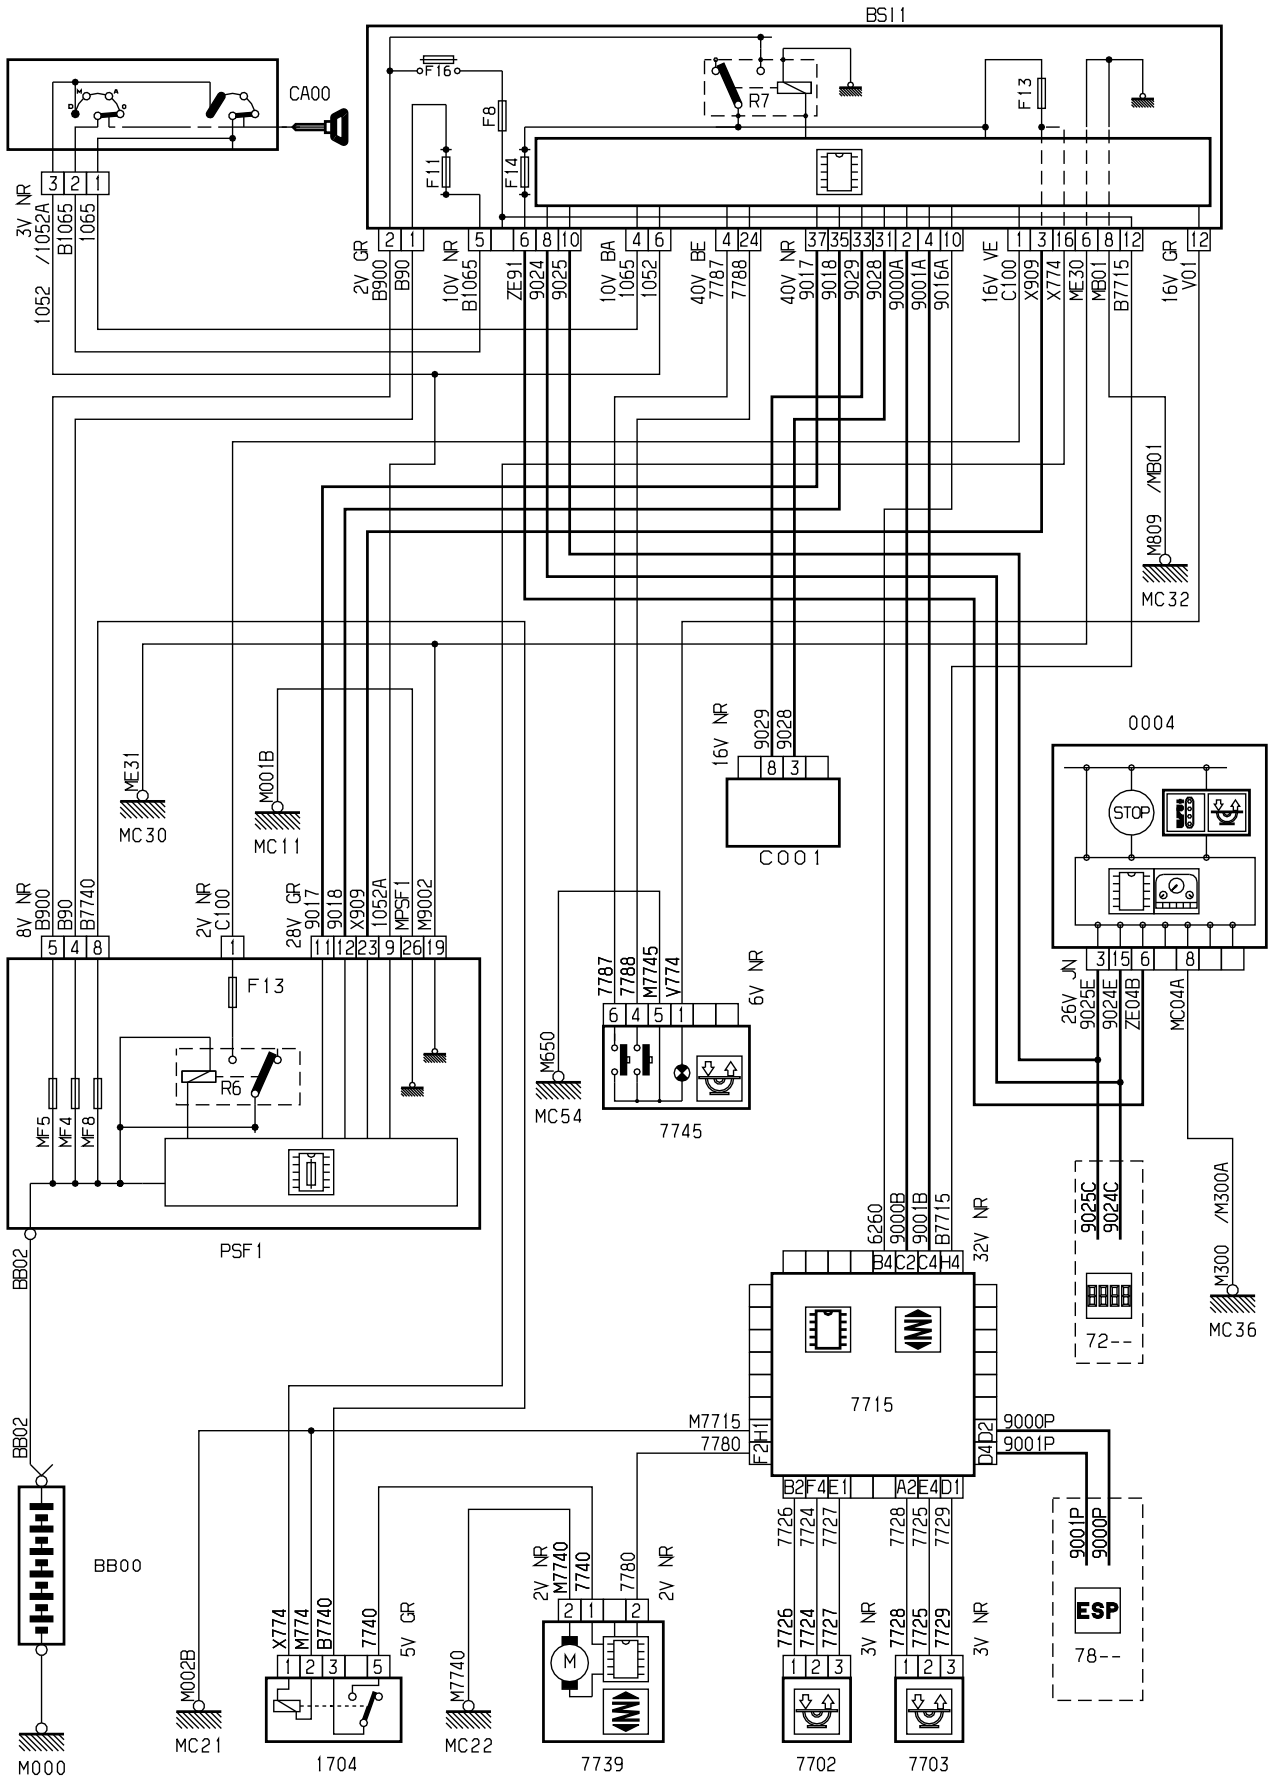 BSI1
CA00
M A
D O
F16
F8
F11
F14
R7
F13
3 2 1
3V NR
1052 /1052A
B1065
1065
2 1 5 6 8 10 4 6 4 24 37 35 33 31 2 4 10 1 3 16 6 8 12 12
2V GR
B900
B90
10V NR
B1065
ZE91
9024
9025
10V BA
1065
1052
40V BE
7787
7788
40V NR
9017
9018
9029
9028
9000A
9001A
9016A
16V VE
C100
X909
X774
ME30
MB01
B7715
16V GR
V01
M809 /MB01
MC32
ME31
MC30
M001B
MC11
16V NR
9029
9028
8 3
C001
0004
STOP
3 15 6 8
26V JN
9025E
9024E
ZE04B
MC04A
8V NR
B900
B90
B7740
2V NR
C100
28V GR
9017
9018
X909
1052A
MPSF1
M9002
5 4 8 1 11 12 23 9 26 19
F13
R6
MF5
MF4
MF8
PSF1
M650
MC54
7787
7788
M7745
V774
6V NR
6 4 5 1
7745
9025C
9024C
72--
M300 /M300A
MC36
6260
9000B
9001B
B7715
32V NR
B4 C2 C4 H4
7715
M7715
7780
H1
F2
D2
D4
9000P
9001P
B2 F4 E1 A2 E4 D1
7726
7724
7727
7728
7725
7729
9001P
9000P
ESP
78--
BB02
BB02
BB00
M000
M002B
MC21
X774
M774
B7740
7740
5V GR
1 2 3 5
1704
M7740
MC22
2V NR
M7740
7740
7780
2V NR
2 1 2
M
7739
7726
7724
7727
3V NR
1 2 3
7702
7728
7725
7729
3V NR
1 2 3
7703